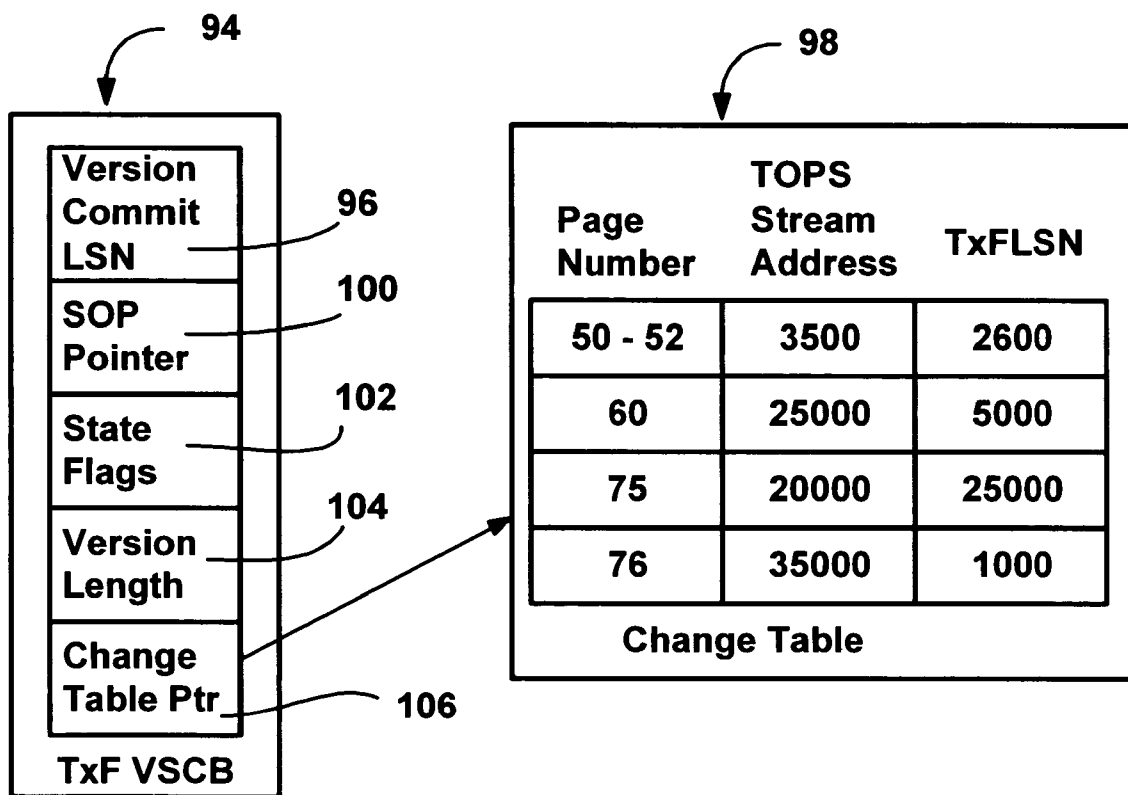 94
Version
Commit
LSN
96
SOP
Pointer
100
State
Flags
102
Version
Length
104
Change
Table Ptr
106
TxF VSCB
98
Page
Number
TOPS
Stream
Address
TxFLSN
50 - 52 3500 2600
60 25000 5000
75 20000 25000
76 35000 1000
Change Table